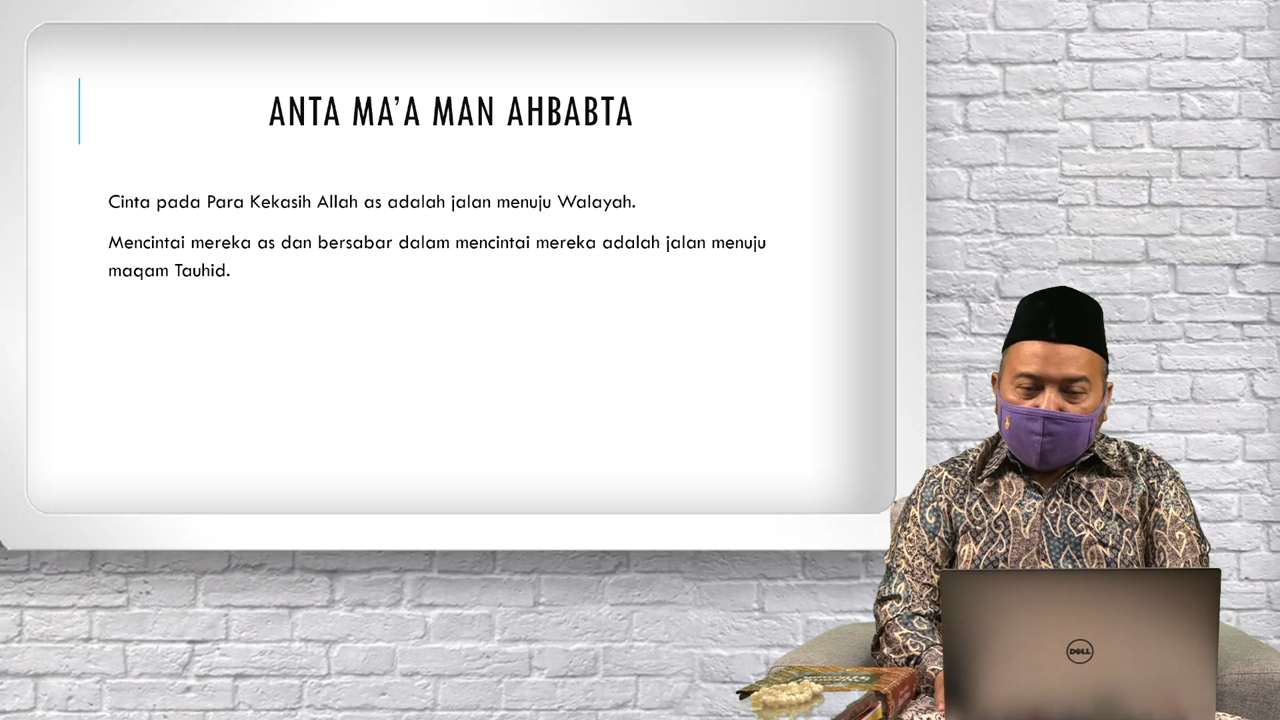 ANTA MA’A MAN AHBABTA
Cinta pada Para Kekasih Allah as adalah jalan menuju Walayah.
Mencintai mereka as dan bersabar dalam mencintai mereka adalah jalan menuju
maqam Tauhid.
DELL